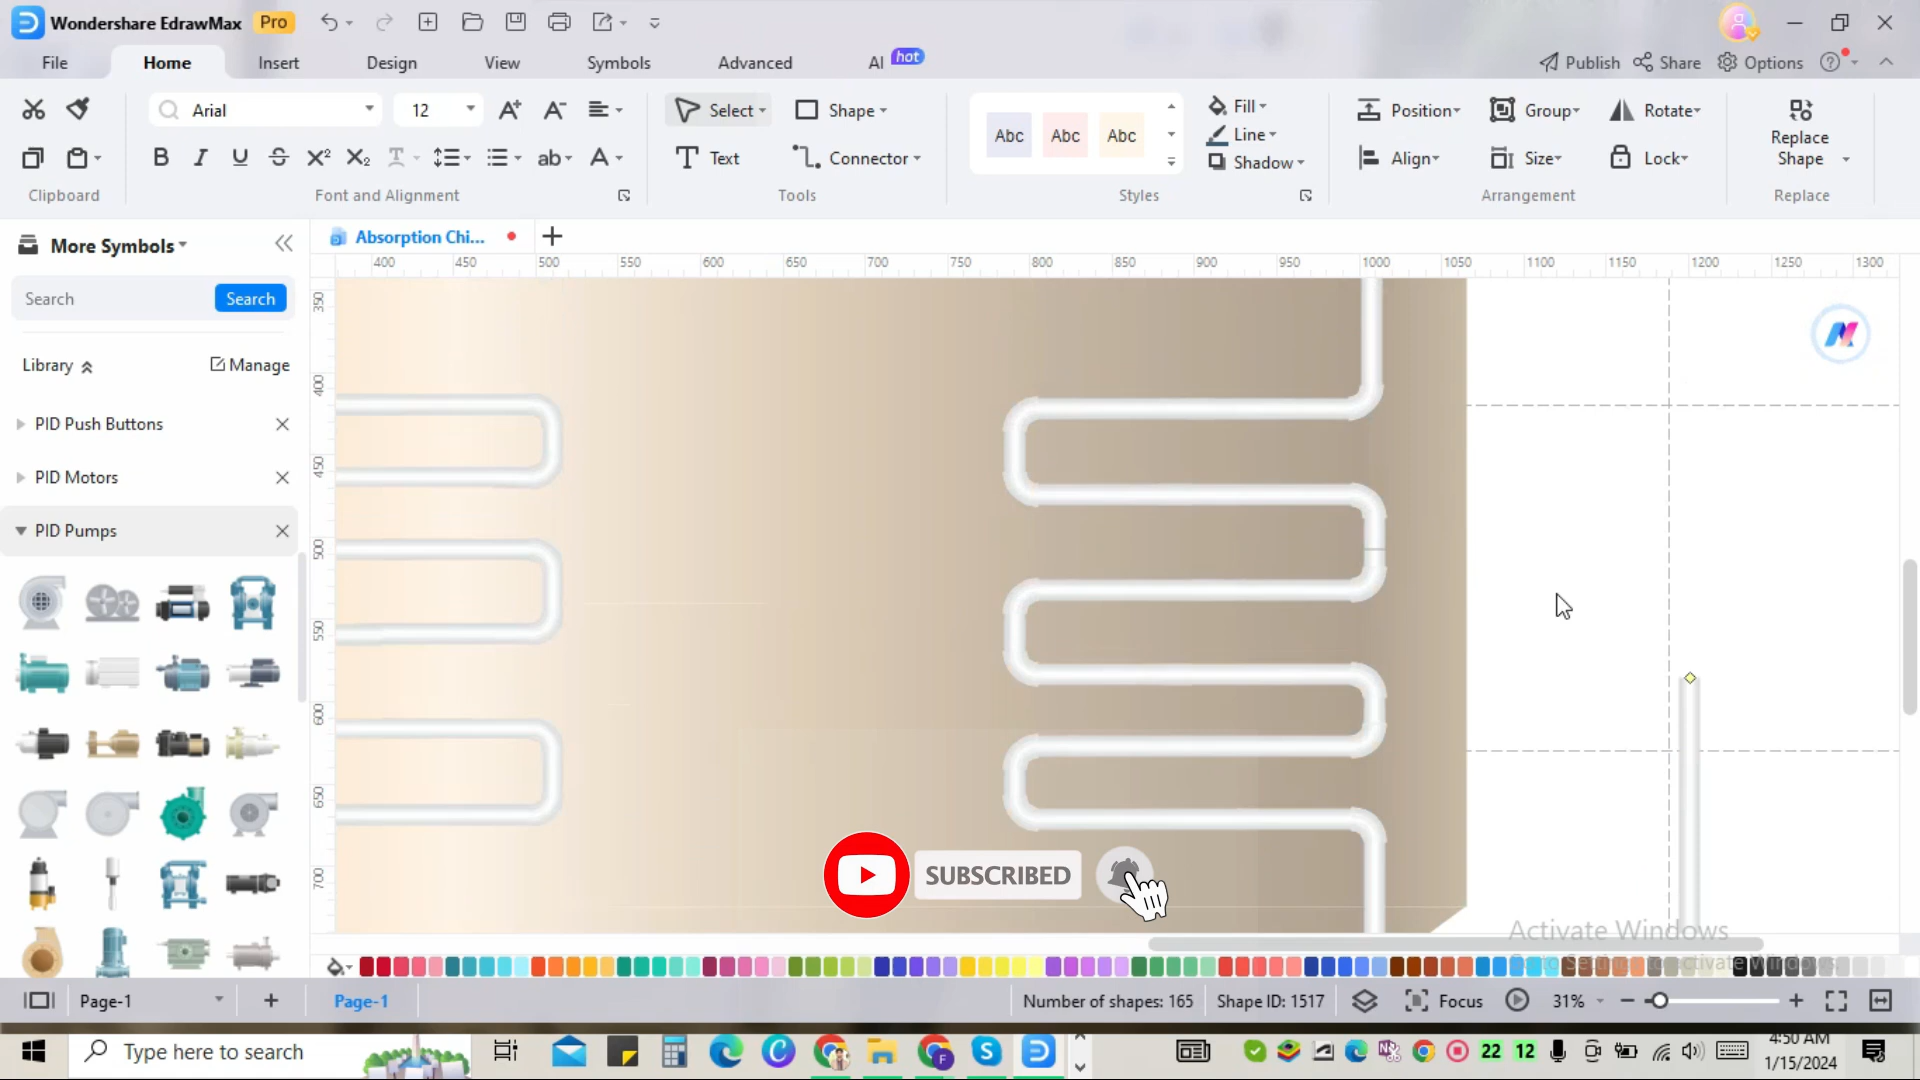 Wondershare EdrawMax Pro
File Home Insert Design View Symbols Advanced AI hot Publish Share Options
Arial 12 Select Shape Abc Abc Abc Fill Position Group Rotate
Line Replace
Text Connector Shadow Align Size Lock Shape
Clipboard Font and Alignment Tools Styles Arrangement Replace
More Symbols Absorption Chi...
400 450 500 550 600 650 700 750 800 850 900 950 1000 1050 1100 1150 1200 1250 1300
Search Search
350
Library Manage
400
PID Push Buttons
450
PID Motors
500
PID Pumps
550
600
650
700
SUBSCRIBED
Activate Windows
Page-1 Page-1 Number of shapes: 165 Shape ID: 1517 Focus 31%
Type here to search 22 12 4:50 AM
1/15/2024